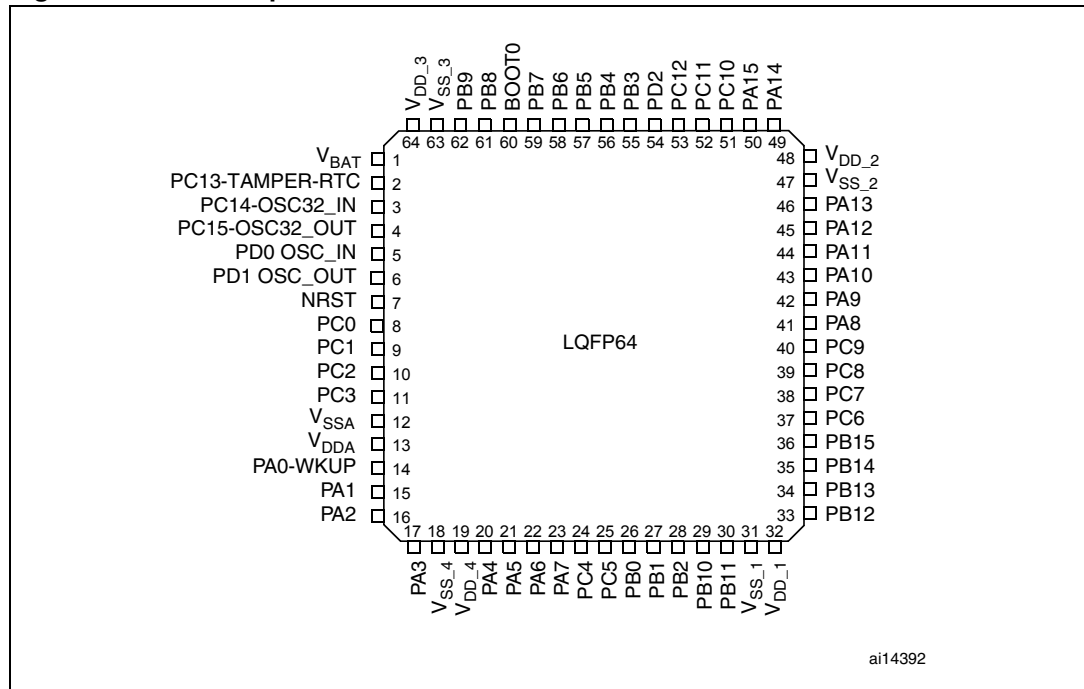 VDD_3 VSS_3 PB9 PB8 BOOT0 PB7 PB6 PB5 PB4 PB3 PD2 PC12 PC11 PC10 PA15 PA14
64 63 62 61 60 59 58 57 56 55 54 53 52 51 50 49
VBAT 1 48 VDD_2
PC13-TAMPER-RTC 2 47 VSS_2
PC14-OSC32_IN 3 46 PA13
PC15-OSC32_OUT 4 45 PA12
PD0 OSC_IN 5 44 PA11
PD1 OSC_OUT 6 43 PA10
NRST 7 42 PA9
PC0 8 41 PA8
PC1 9 LQFP64 40 PC9
PC2 10 39 PC8
PC3 11 38 PC7
VSSA 12 37 PC6
VDDA 13 36 PB15
PA0-WKUP 14 35 PB14
PA1 15 34 PB13
PA2 16 33 PB12
17 18 19 20 21 22 23 24 25 26 27 28 29 30 31 32
PA3 VSS_4 VDD_4 PA4 PA5 PA6 PA7 PC4 PC5 PB0 PB1 PB2 PB10 PB11 VSS_1 VDD_1
ai14392